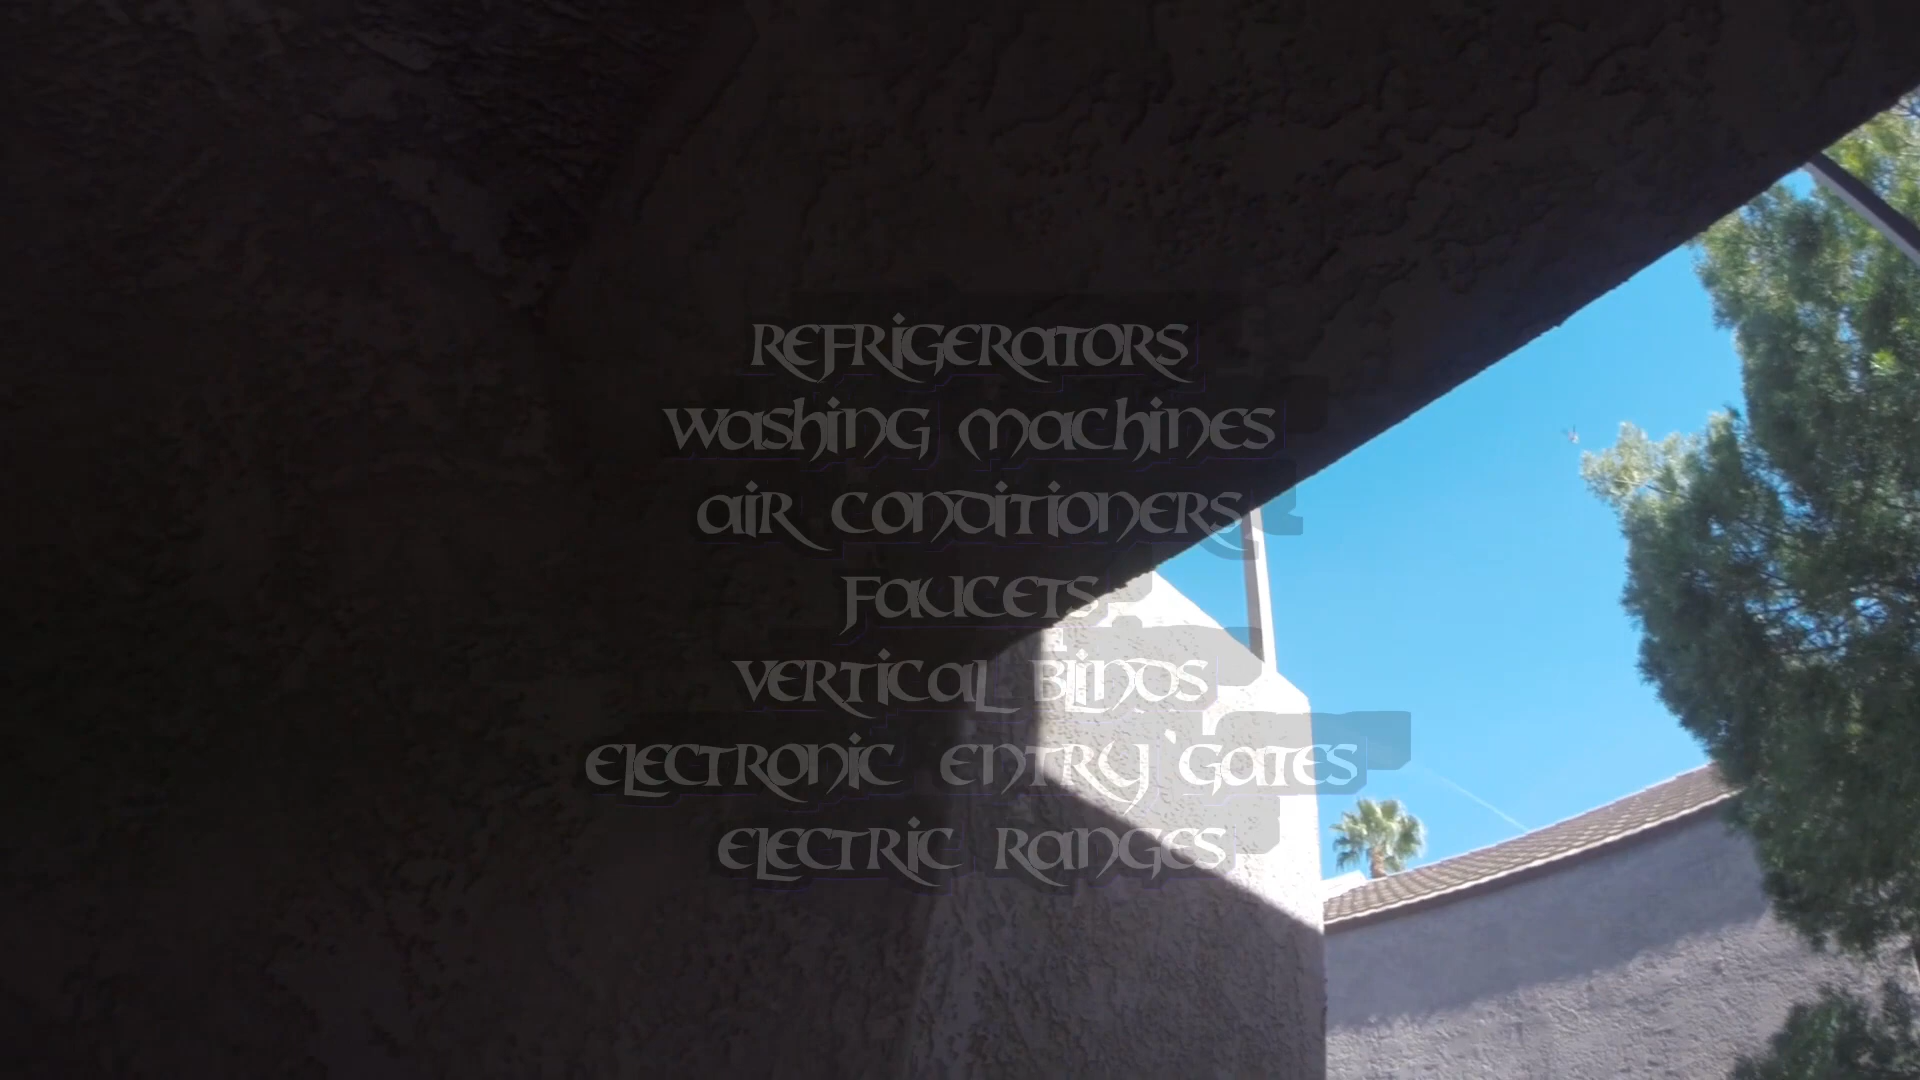 Refrigerators
Washing Machines
Air Conditioners
Faucets
Vertical Blinds
Electronic Entry Gates
Electric Ranges